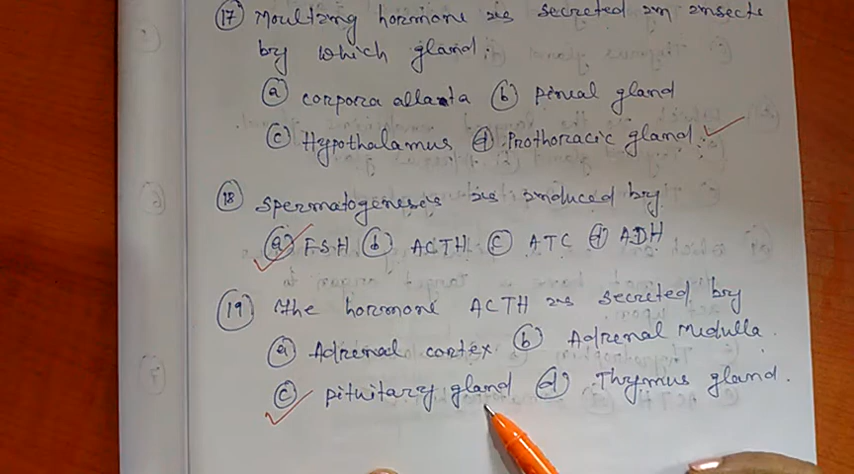 17 Moulting hormone is secreted in insects
by which gland.
a corpora allata b pineal gland
c Hypothalamus d Prothoracic gland.
18 Spermatogenesis is induced by
a FSH b ACTH c ATC d ADH
19 the hormone ACTH is secreted by
a Adrenal cortex b Adrenal Medulla.
c pituitary gland d Thymus gland.